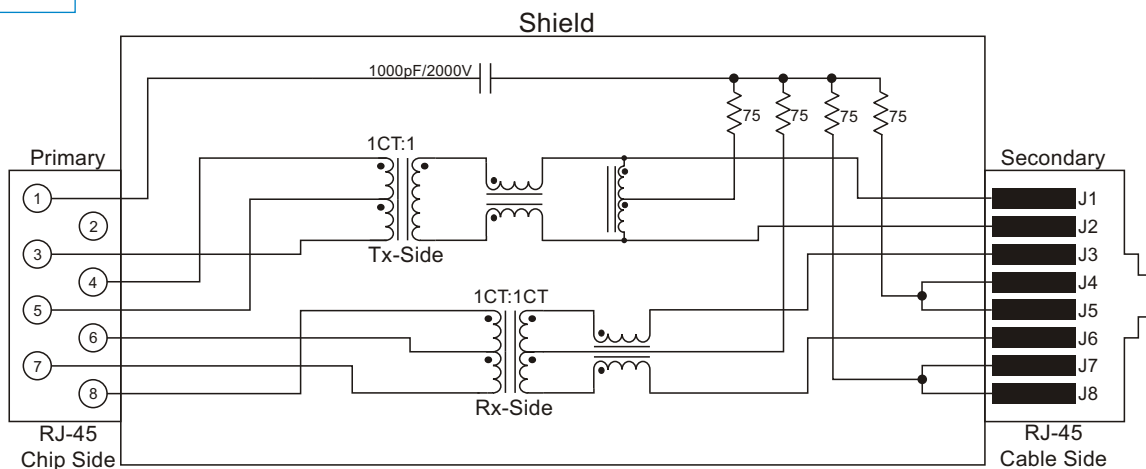 Shield
1000pF/2000V
75
75
75
75
1CT:1
Primary
Secondary
1
2
3
4
5
6
7
8
J1
J2
J3
J4
J5
J6
J7
J8
Tx-Side
1CT:1CT
Rx-Side
RJ-45
Chip Side
RJ-45
Cable Side